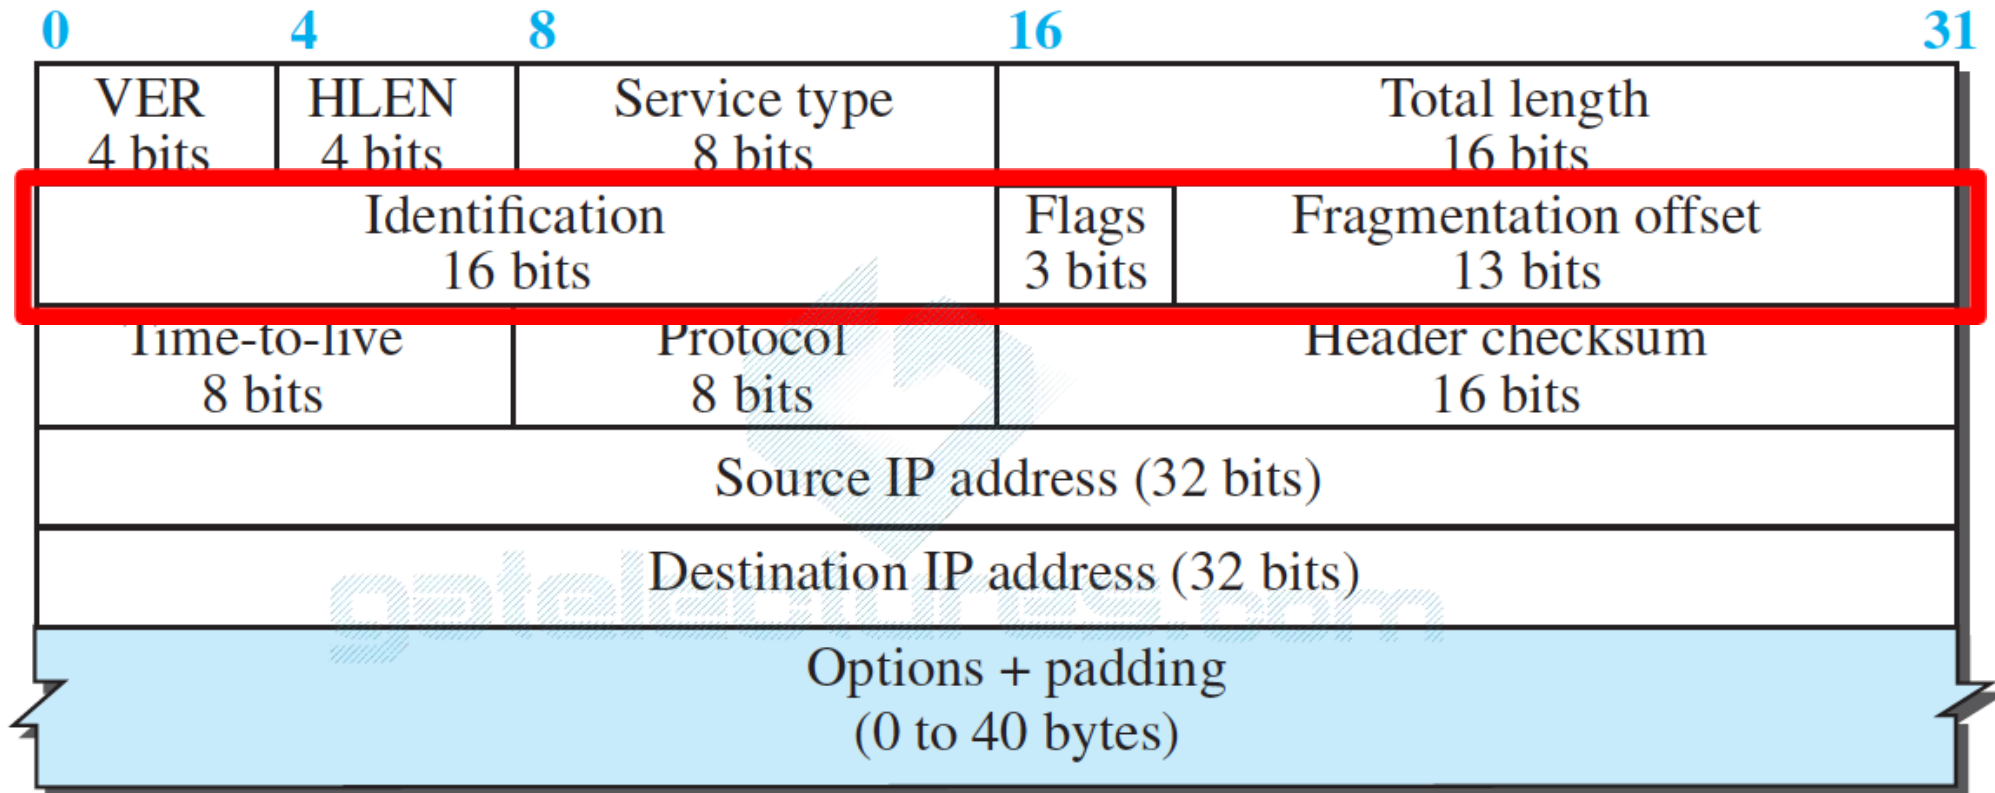 0 4 8 16 31
VER HLEN Service type Total length
4 bits 4 bits 8 bits 16 bits
Identification Flags Fragmentation offset
16 bits 3 bits 13 bits
Time-to-live Protocol Header checksum
8 bits 8 bits 16 bits
Source IP address (32 bits)
Destination IP address (32 bits)
gatelectures.com
Options + padding
(0 to 40 bytes)